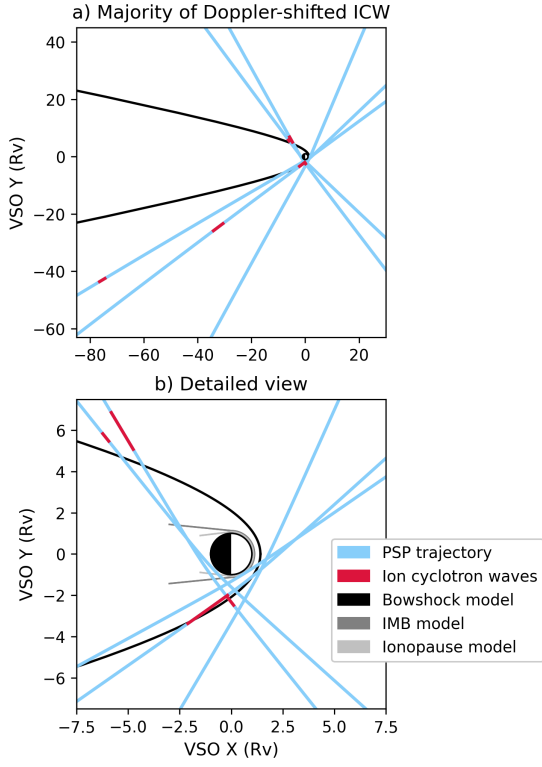 a) Majority of Doppler-shifted ICW
40
20
0
−20
−40
−60
VSO Y (Rv)
−80 −60 −40 −20 0 20
b) Detailed view
6
4
2
0
−2
−4
−6
VSO Y (Rv)
PSP trajectory
Ion cyclotron waves
Bowshock model
IMB model
Ionopause model
−7.5 −5.0 −2.5 0.0 2.5 5.0 7.5
VSO X (Rv)